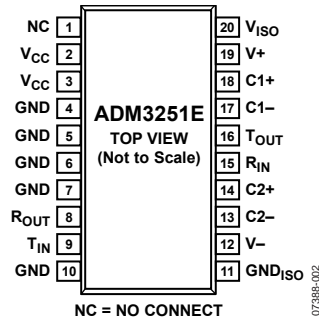 NC 1 20 VISO
VCC 2 19 V+
VCC 3 18 C1+
GND 4 17 C1–
GND 5 ADM3251E 16 TOUT
GND 6 TOP VIEW 15 RIN
GND 7 (Not to Scale) 14 C2+
ROUT 8 13 C2–
TIN 9 12 V–
GND 10 11 GNDISO
NC = NO CONNECT
07388-002